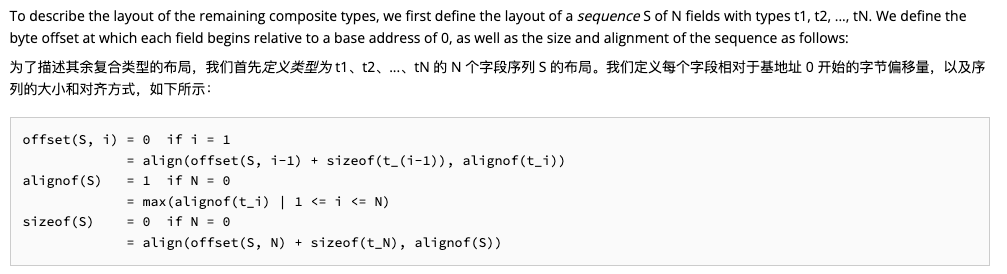 To describe the layout of the remaining composite types, we first define the layout of a sequence S of N fields with types t1, t2, ..., tN. We define the
byte offset at which each field begins relative to a base address of 0, as well as the size and alignment of the sequence as follows:
为了描述其余复合类型的布局，我们首先定义类型为 t1、t2、...、tN 的 N 个字段序列 S 的布局。我们定义每个字段相对于基地址 0 开始的字节偏移量，以及序
列的大小和对齐方式，如下所示：
offset(S, i) = 0  if i = 1
             = align(offset(S, i-1) + sizeof(t_(i-1)), alignof(t_i))
alignof(S)   = 1  if N = 0
             = max(alignof(t_i) | 1 <= i <= N)
sizeof(S)    = 0  if N = 0
             = align(offset(S, N) + sizeof(t_N), alignof(S))